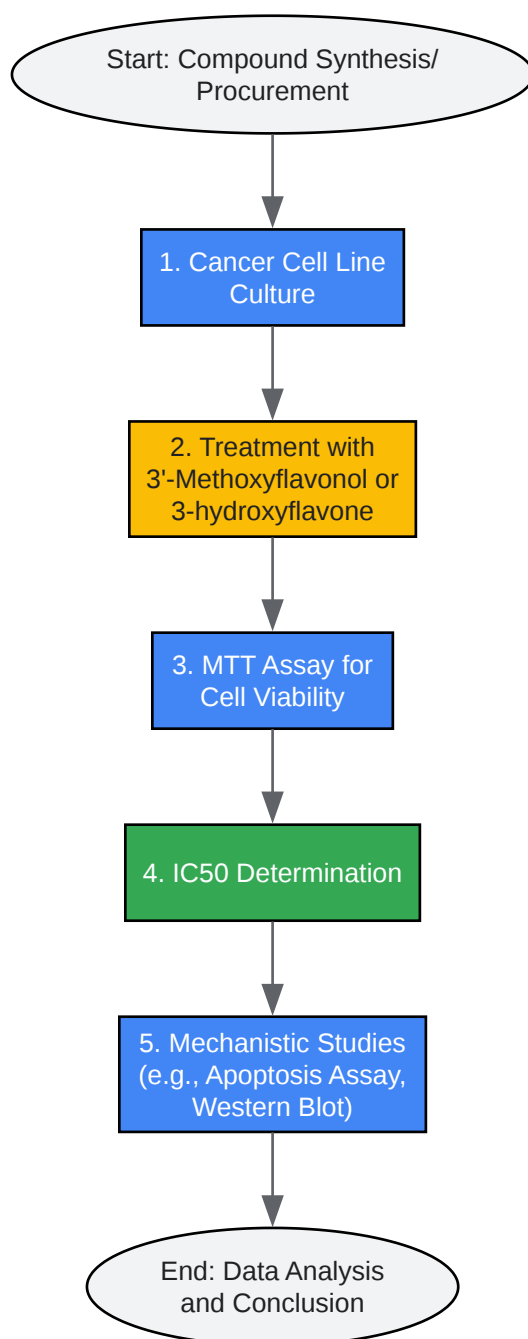 Start: Compound Synthesis/
Procurement
1. Cancer Cell Line
Culture
2. Treatment with
3'-Methoxyflavonol or
3-hydroxyflavone
3. MTT Assay for
Cell Viability
4. IC50 Determination
5. Mechanistic Studies
(e.g., Apoptosis Assay,
Western Blot)
End: Data Analysis
and Conclusion